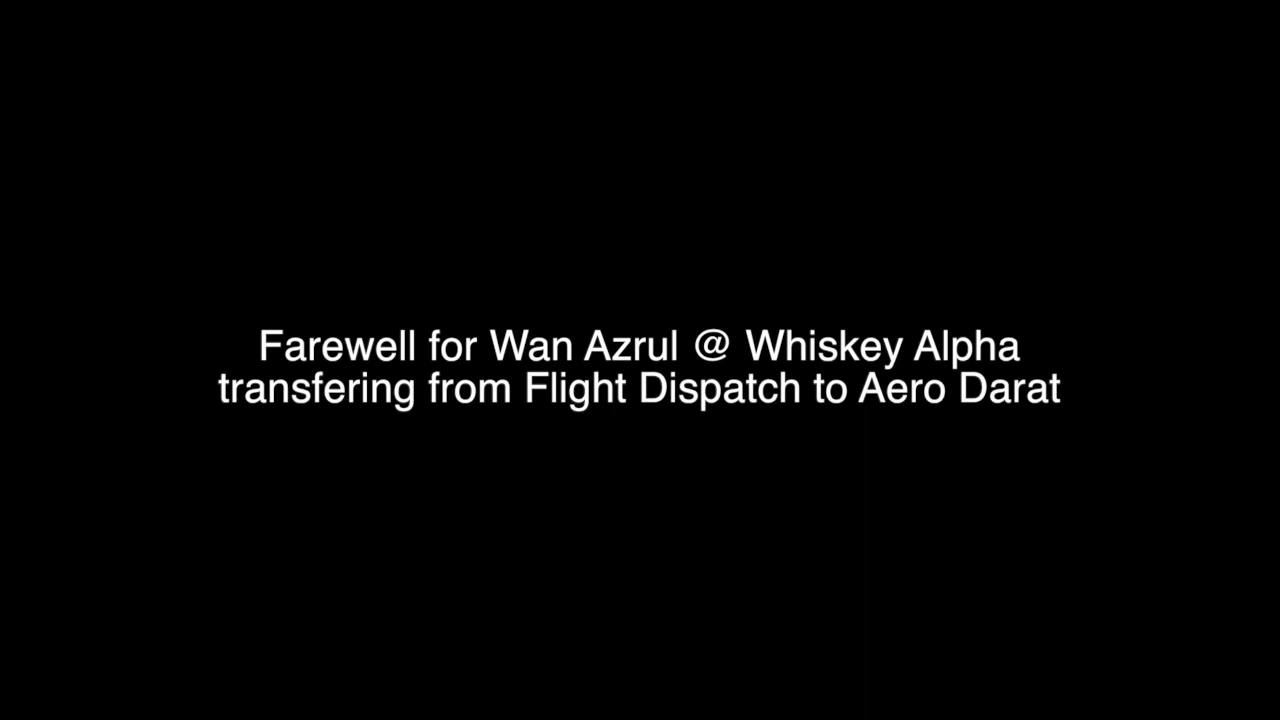 Farewell for Wan Azrul @ Whiskey Alpha
transfering from Flight Dispatch to Aero Darat